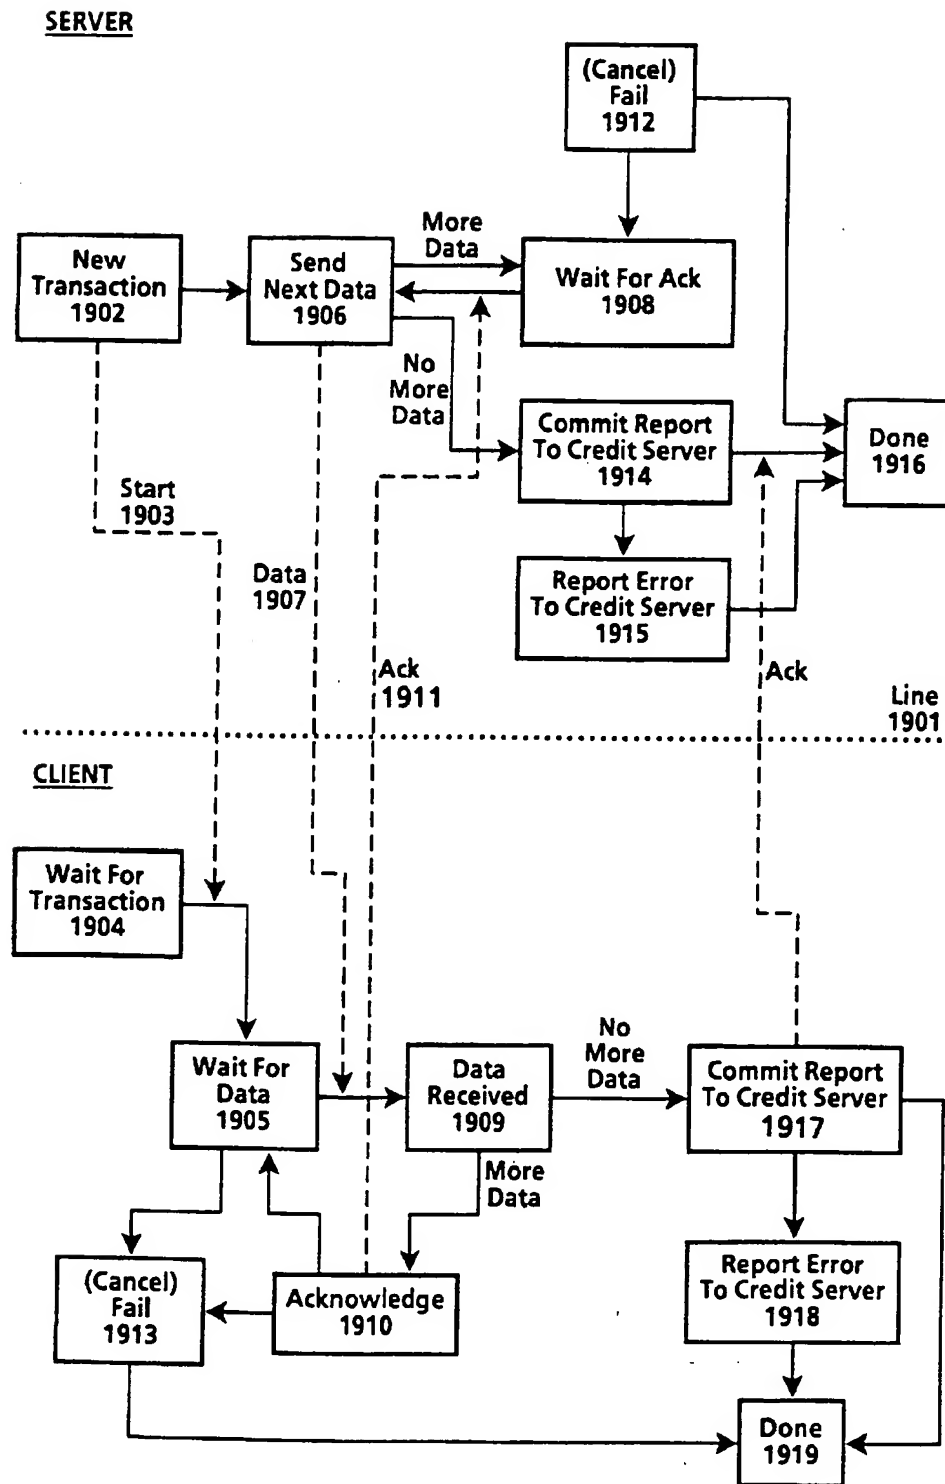 SERVER
(Cancel)
Fail
1912
More
Data
New
Transaction
1902
Send
Next Data
1906
Wait For Ack
1908
No
More
Data
Commit Report
To Credit Server
1914
Done
1916
Start
1903
Data
1907
Report Error
To Credit Server
1915
Ack
1911
Ack
Line
1901
CLIENT
Wait For
Transaction
1904
Wait For
Data
1905
Data
Received
1909
No
More
Data
Commit Report
To Credit Server
1917
More
Data
(Cancel)
Fail
1913
Acknowledge
1910
Report Error
To Credit Server
1918
Done
1919